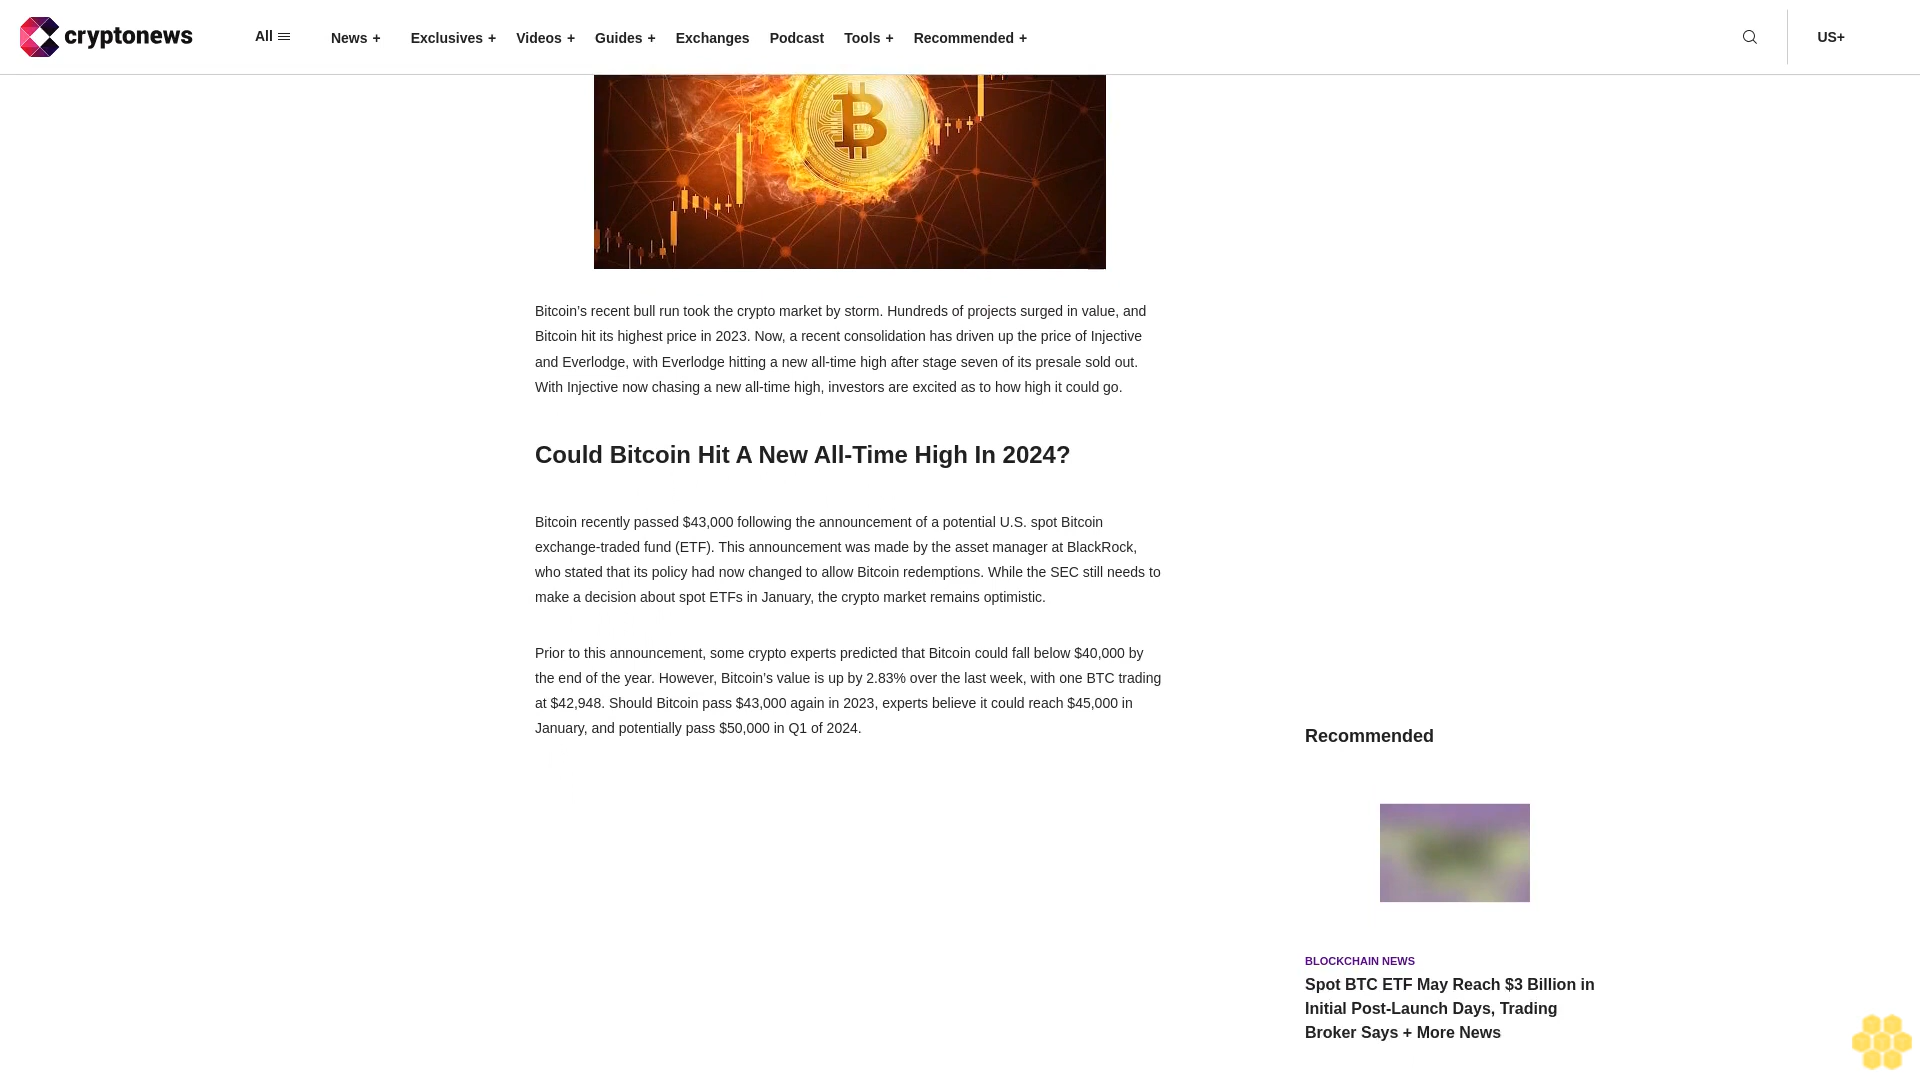 cryptonews
All
News +
Exclusives +
Videos +
Guides +
Exchanges
Podcast
Tools +
Recommended +
US+
Bitcoin’s recent bull run took the crypto market by storm. Hundreds of projects surged in value, and
Bitcoin hit its highest price in 2023. Now, a recent consolidation has driven up the price of Injective
and Everlodge, with Everlodge hitting a new all-time high after stage seven of its presale sold out.
With Injective now chasing a new all-time high, investors are excited as to how high it could go.
Could Bitcoin Hit A New All-Time High In 2024?
Bitcoin recently passed $43,000 following the announcement of a potential U.S. spot Bitcoin
exchange-traded fund (ETF). This announcement was made by the asset manager at BlackRock,
who stated that its policy had now changed to allow Bitcoin redemptions. While the SEC still needs to
make a decision about spot ETFs in January, the crypto market remains optimistic.
Prior to this announcement, some crypto experts predicted that Bitcoin could fall below $40,000 by
the end of the year. However, Bitcoin’s value is up by 2.83% over the last week, with one BTC trading
at $42,948. Should Bitcoin pass $43,000 again in 2023, experts believe it could reach $45,000 in
January, and potentially pass $50,000 in Q1 of 2024.
Recommended
BLOCKCHAIN NEWS
Spot BTC ETF May Reach $3 Billion in
Initial Post-Launch Days, Trading
Broker Says + More News